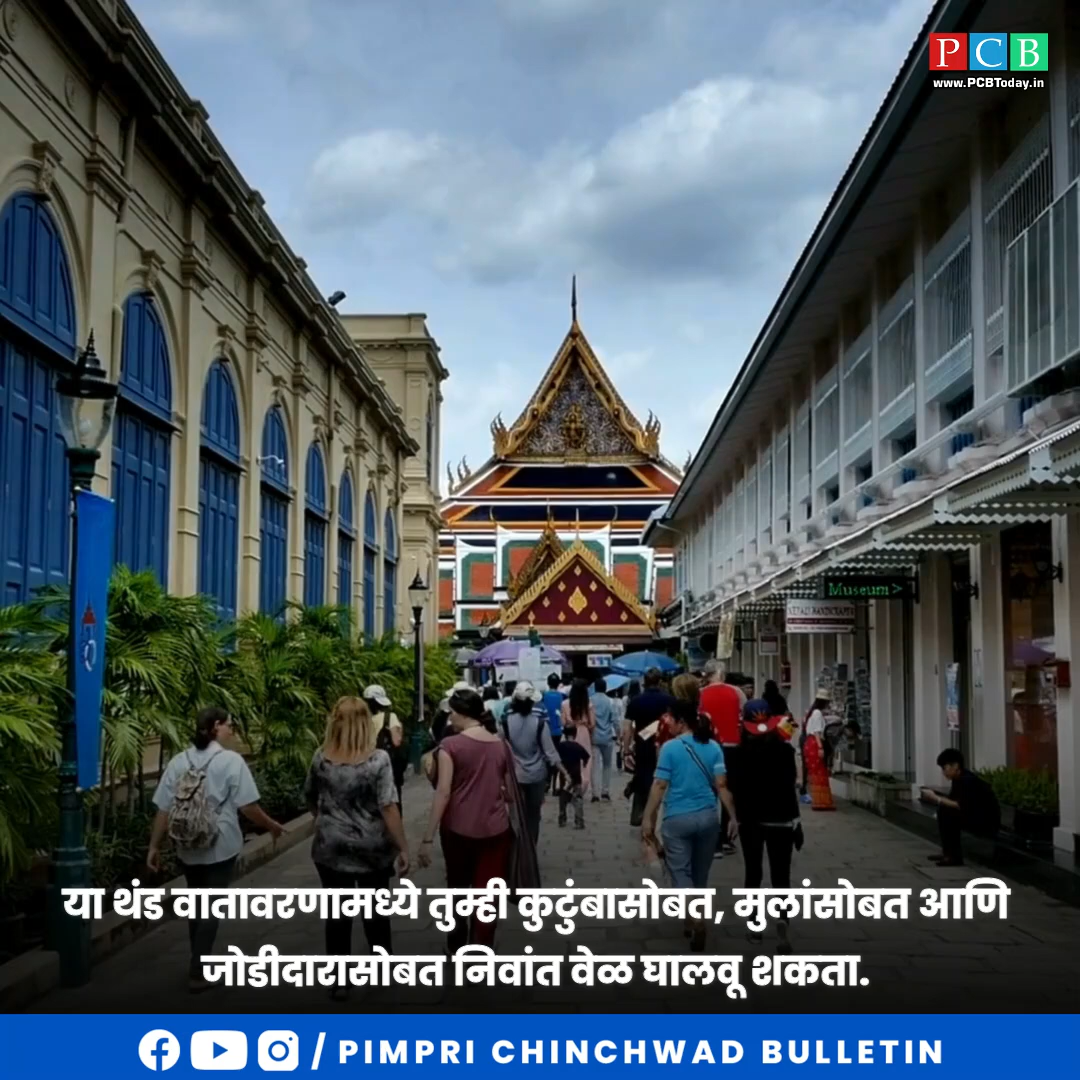 PCB
www.PCBToday.in
Museum >
या थंड वातावरणामध्ये तुम्ही कुटुंबासोबत, मुलांसोबत आणि
जोडीदारासोबत निवांत वेळ घालवू शकता.
/ PIMPRI CHINCHWAD BULLETIN